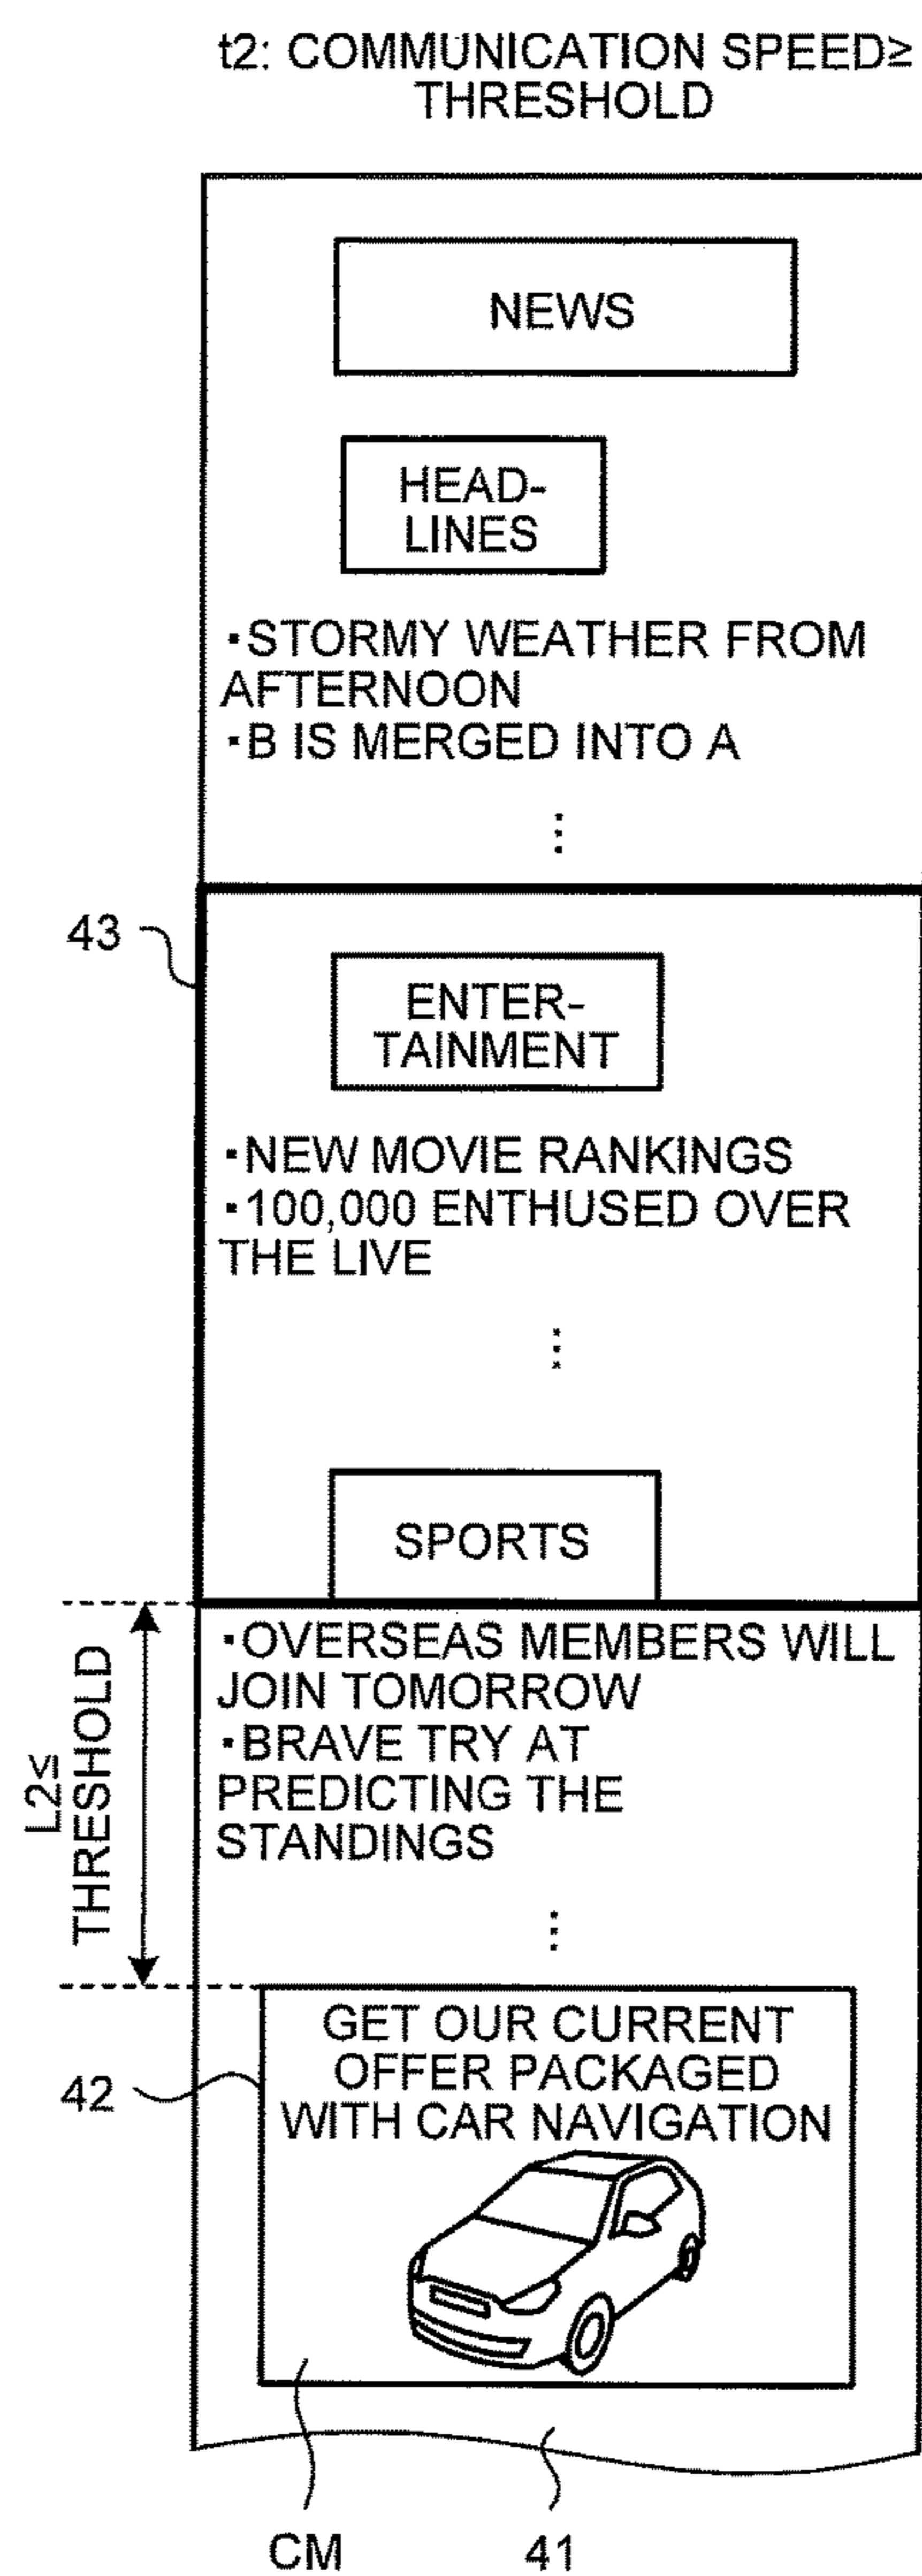 t2: COMMUNICATION SPEED≥
THRESHOLD
NEWS
HEAD-
LINES
・STORMY WEATHER FROM
AFTERNOON
・B IS MERGED INTO A
⋮
43
ENTER-
TAINMENT
・NEW MOVIE RANKINGS
・100,000 ENTHUSED OVER
THE LIVE
⋮
SPORTS
L2≤
THRESHOLD
・OVERSEAS MEMBERS WILL
JOIN TOMORROW
・BRAVE TRY AT
PREDICTING THE
STANDINGS
⋮
42
GET OUR CURRENT
OFFER PACKAGED
WITH CAR NAVIGATION
CM
41